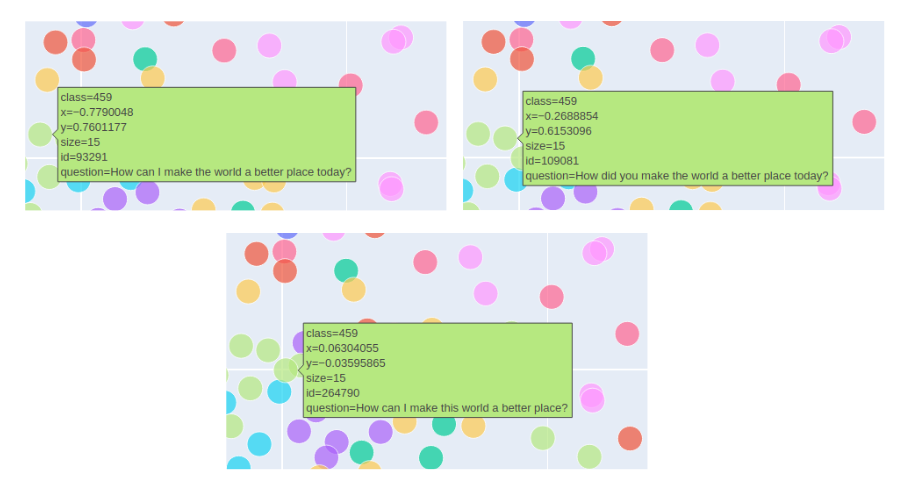 class=459
x=−0.7790048
y=0.7601177
size=15
id=93291
question=How can I make the world a better place today?
class=459
x=−0.2688854
y=0.6153096
size=15
id=109081
question=How did you make the world a better place today?
class=459
x=0.06304055
y=−0.03595865
size=15
id=264790
question=How can I make this world a better place?